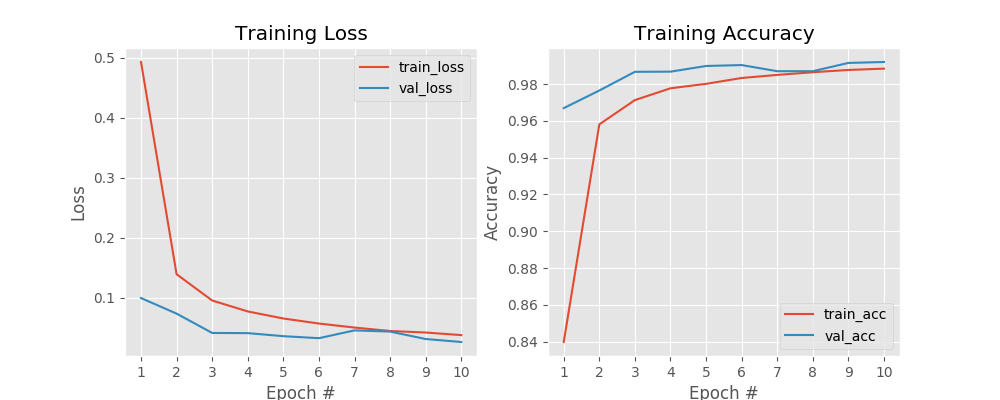 Training Loss
0.5
0.4
0.3
0.2
0.1
Loss
train_loss
val_loss
1 2 3 4 5 6 7 8 9 10
Epoch #
Training Accuracy
0.98
0.96
0.94
0.92
0.90
0.88
0.86
0.84
Accuracy
train_acc
val_acc
1 2 3 4 5 6 7 8 9 10
Epoch #